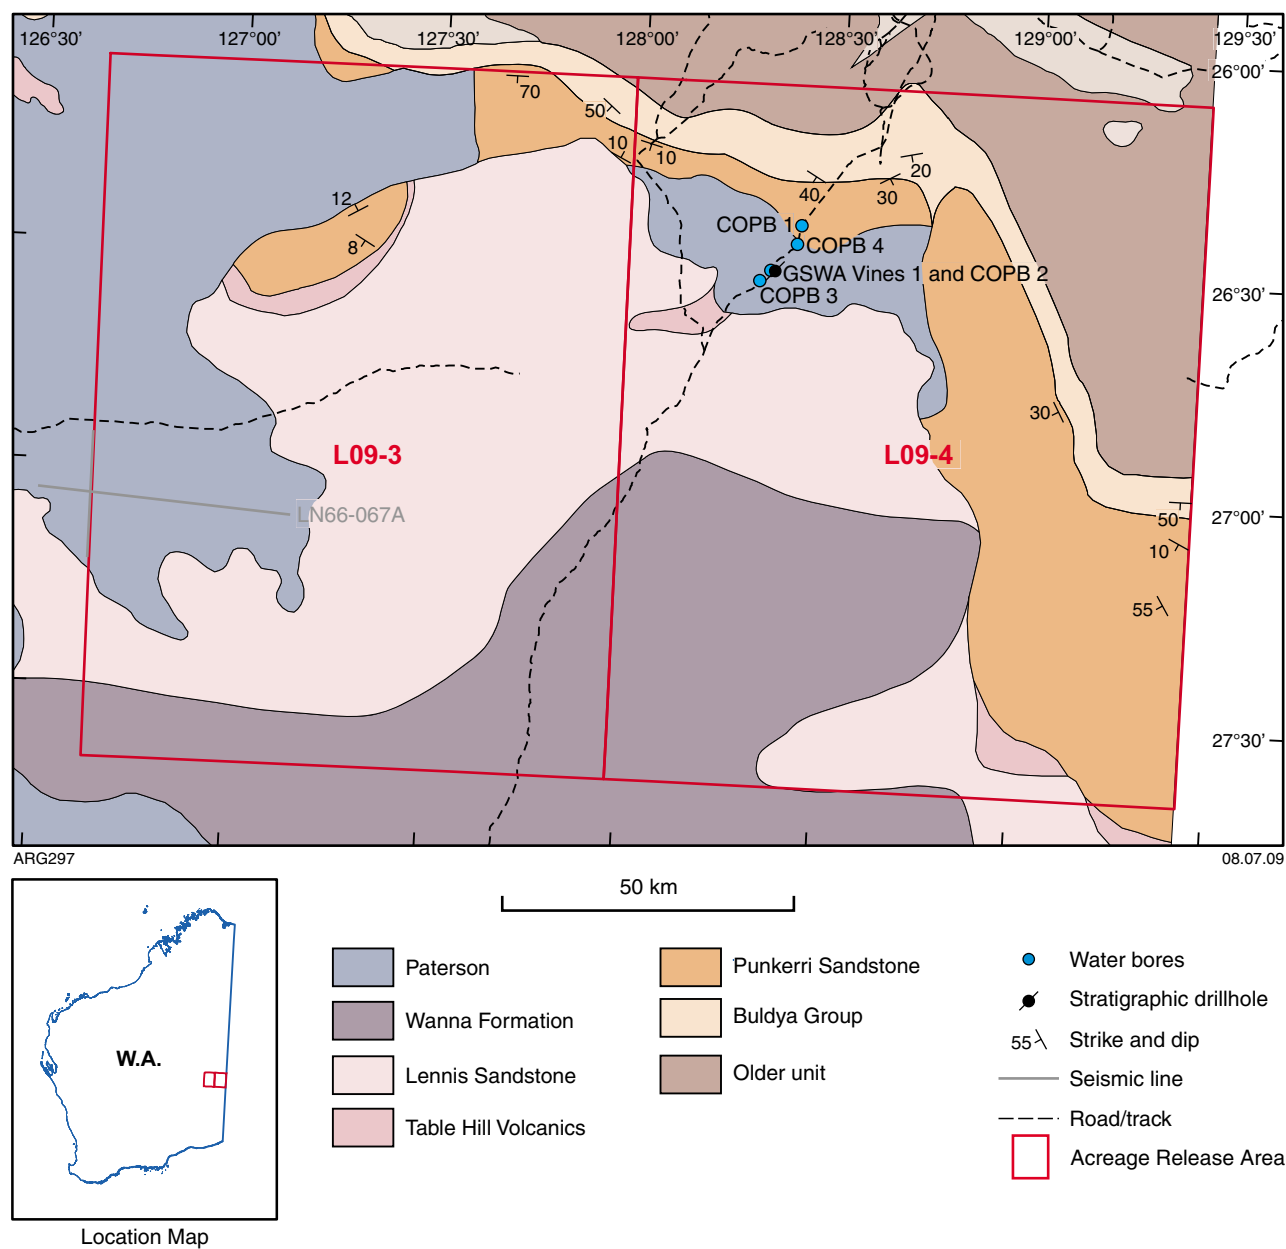 126°30’ 127°00’ 127°30’ 128°00’ 128°30’ 129°00’ 129°30’
26°00’
70
50
10
10
20
40
30
12
8
COPB 1
COPB 4
GSWA Vines 1 and COPB 2
COPB 3
26°30’
30
L09-3
L09-4
LN66-067A
50
27°00’
10
55
27°30’
ARG297
08.07.09
50 km
W.A.
Location Map
Paterson
Wanna Formation
Lennis Sandstone
Table Hill Volcanics
Punkerri Sandstone
Buldya Group
Older unit
Water bores
Stratigraphic drillhole
55 Strike and dip
Seismic line
Road/track
Acreage Release Area